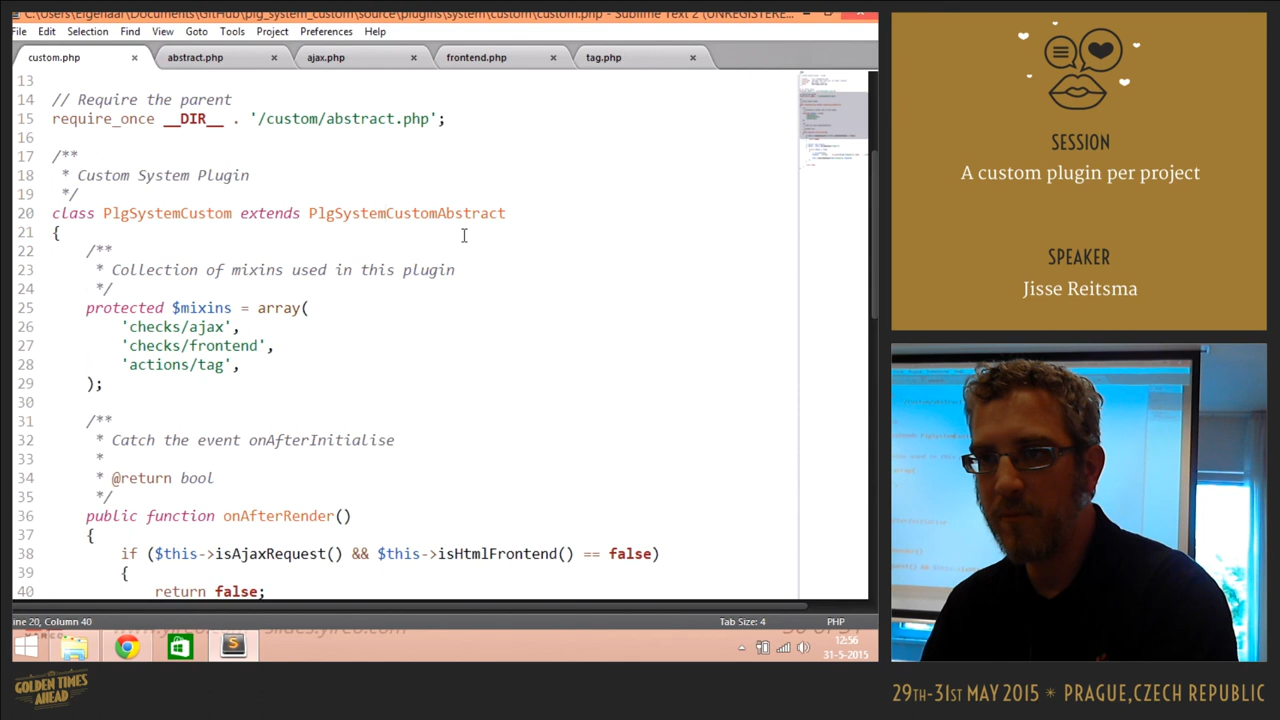 C:\Users\Eigenaar\Documents\GitHub\plg_system_custom\source\plugins\system\custom\custom.php - Sublime Text 2 (UNREGISTERE...
File Edit Selection Find View Goto Tools Project Preferences Help
custom.php × abstract.php × ajax.php × frontend.php × tag.php ×
13
14 // Require the parent
15 require_once __DIR__ . '/custom/abstract.php';
16
17 /**
18 * Custom System Plugin
19 */
20 class PlgSystemCustom extends PlgSystemCustomAbstract
21 {
22 /**
23 * Collection of mixins used in this plugin
24 */
25 protected $mixins = array(
26 'checks/ajax',
27 'checks/frontend',
28 'actions/tag',
29 );
30
31 /**
32 * Catch the event onAfterInitialise
33 *
34 * @return bool
35 */
36 public function onAfterRender()
37 {
38 if ($this->isAjaxRequest() && $this->isHtmlFrontend() == false)
39 {
40 return false;
ine 20, Column 40 Tab Size: 4 PHP
12:56
31-5-2015
SESSION
A custom plugin per project
SPEAKER
Jisse Reitsma
GOLDEN TIMES
AHEAD
29TH-31ST MAY 2015 * PRAGUE, CZECH REPUBLIC